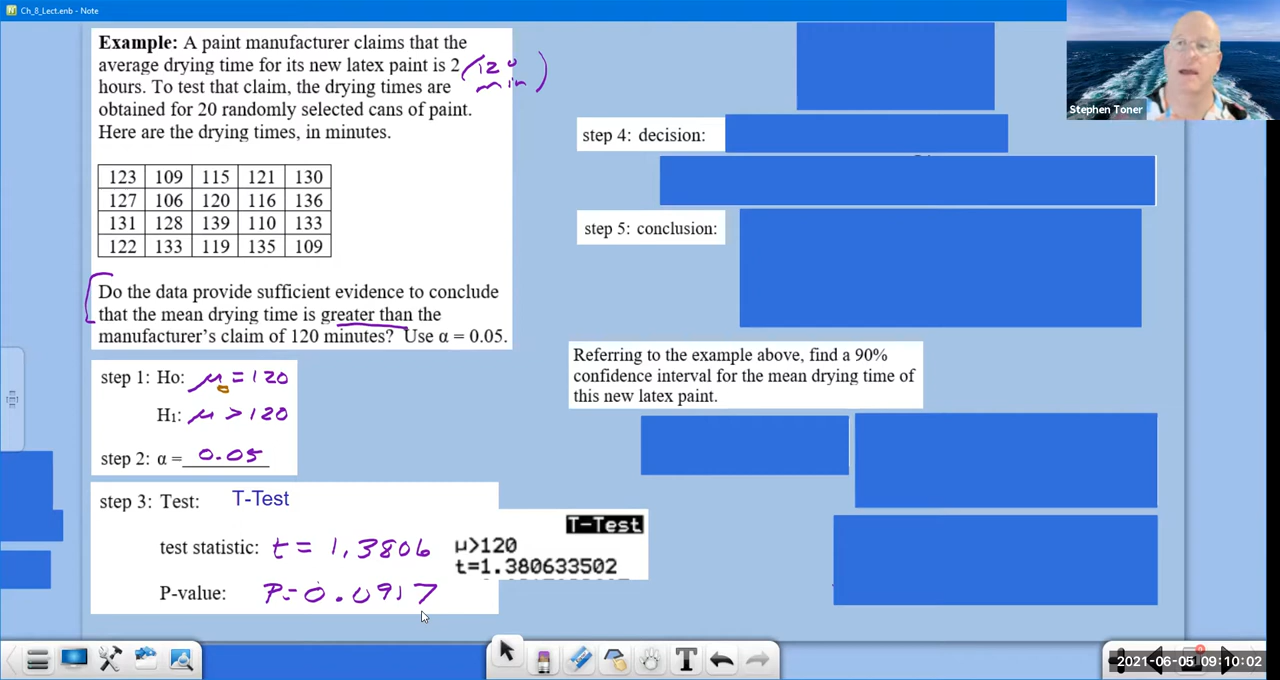 Ch_8_Lect.enb - Note
Example: A paint manufacturer claims that the
average drying time for its new latex paint is 2 (120 min)
hours. To test that claim, the drying times are
obtained for 20 randomly selected cans of paint.
Here are the drying times, in minutes.
123 109 115 121 130
127 106 120 116 136
131 128 139 110 133
122 133 119 135 109
Do the data provide sufficient evidence to conclude
that the mean drying time is greater than the
manufacturer's claim of 120 minutes? Use α = 0.05.
step 1: Ho: μ₀ = 120
H1: μ > 120
step 2: α = 0.05
step 3: Test: T-Test
test statistic: t = 1.3806
P-value: P = 0.0917
T-Test
μ>120
t=1.380633502
step 4: decision:
step 5: conclusion:
Referring to the example above, find a 90%
confidence interval for the mean drying time of
this new latex paint.
Stephen Toner
T
2021-06-05 09:10:02